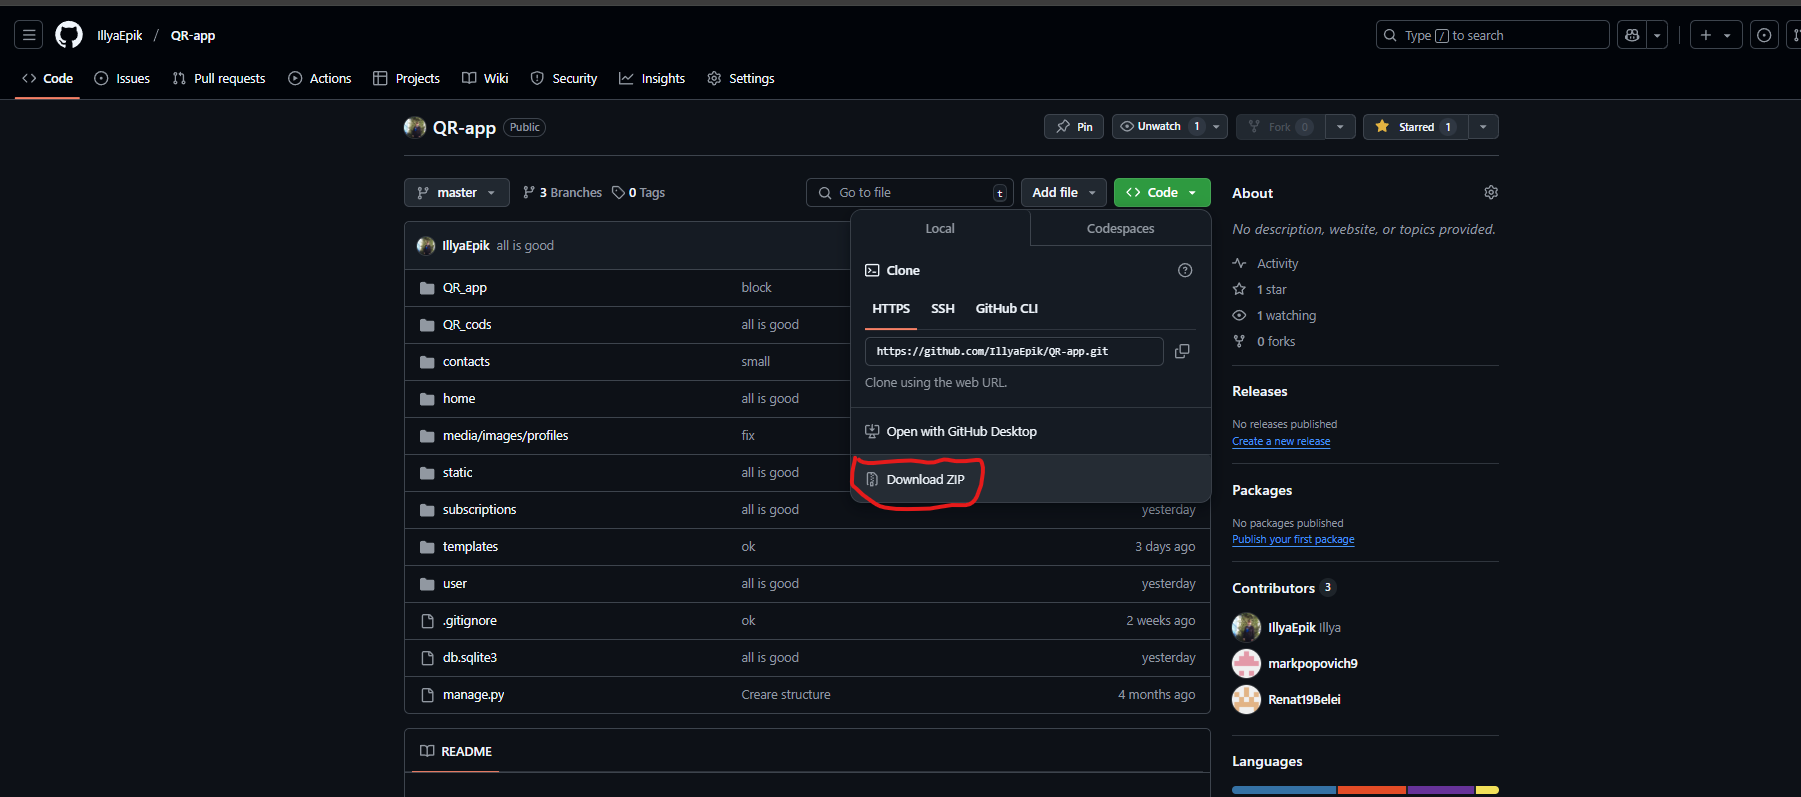 IllyaEpik / QR-app
Type / to search
Code Issues Pull requests Actions Projects Wiki Security Insights Settings
QR-app Public
Pin Unwatch 1 Fork 0 Starred 1
master 3 Branches 0 Tags
Go to file t Add file Code
IllyaEpik all is good
QR_app block
QR_cods all is good
contacts small
home all is good
media/images/profiles fix
static all is good
subscriptions all is good yesterday
templates ok 3 days ago
user all is good yesterday
.gitignore ok 2 weeks ago
db.sqlite3 all is good yesterday
manage.py Creare structure 4 months ago
README
Local Codespaces
Clone
HTTPS SSH GitHub CLI
https://github.com/IllyaEpik/QR-app.git
Clone using the web URL.
Open with GitHub Desktop
Download ZIP
About
No description, website, or topics provided.
Activity
1 star
1 watching
0 forks
Releases
No releases published
Create a new release
Packages
No packages published
Publish your first package
Contributors 3
IllyaEpik Illya
markpopovich9
Renat19Belei
Languages